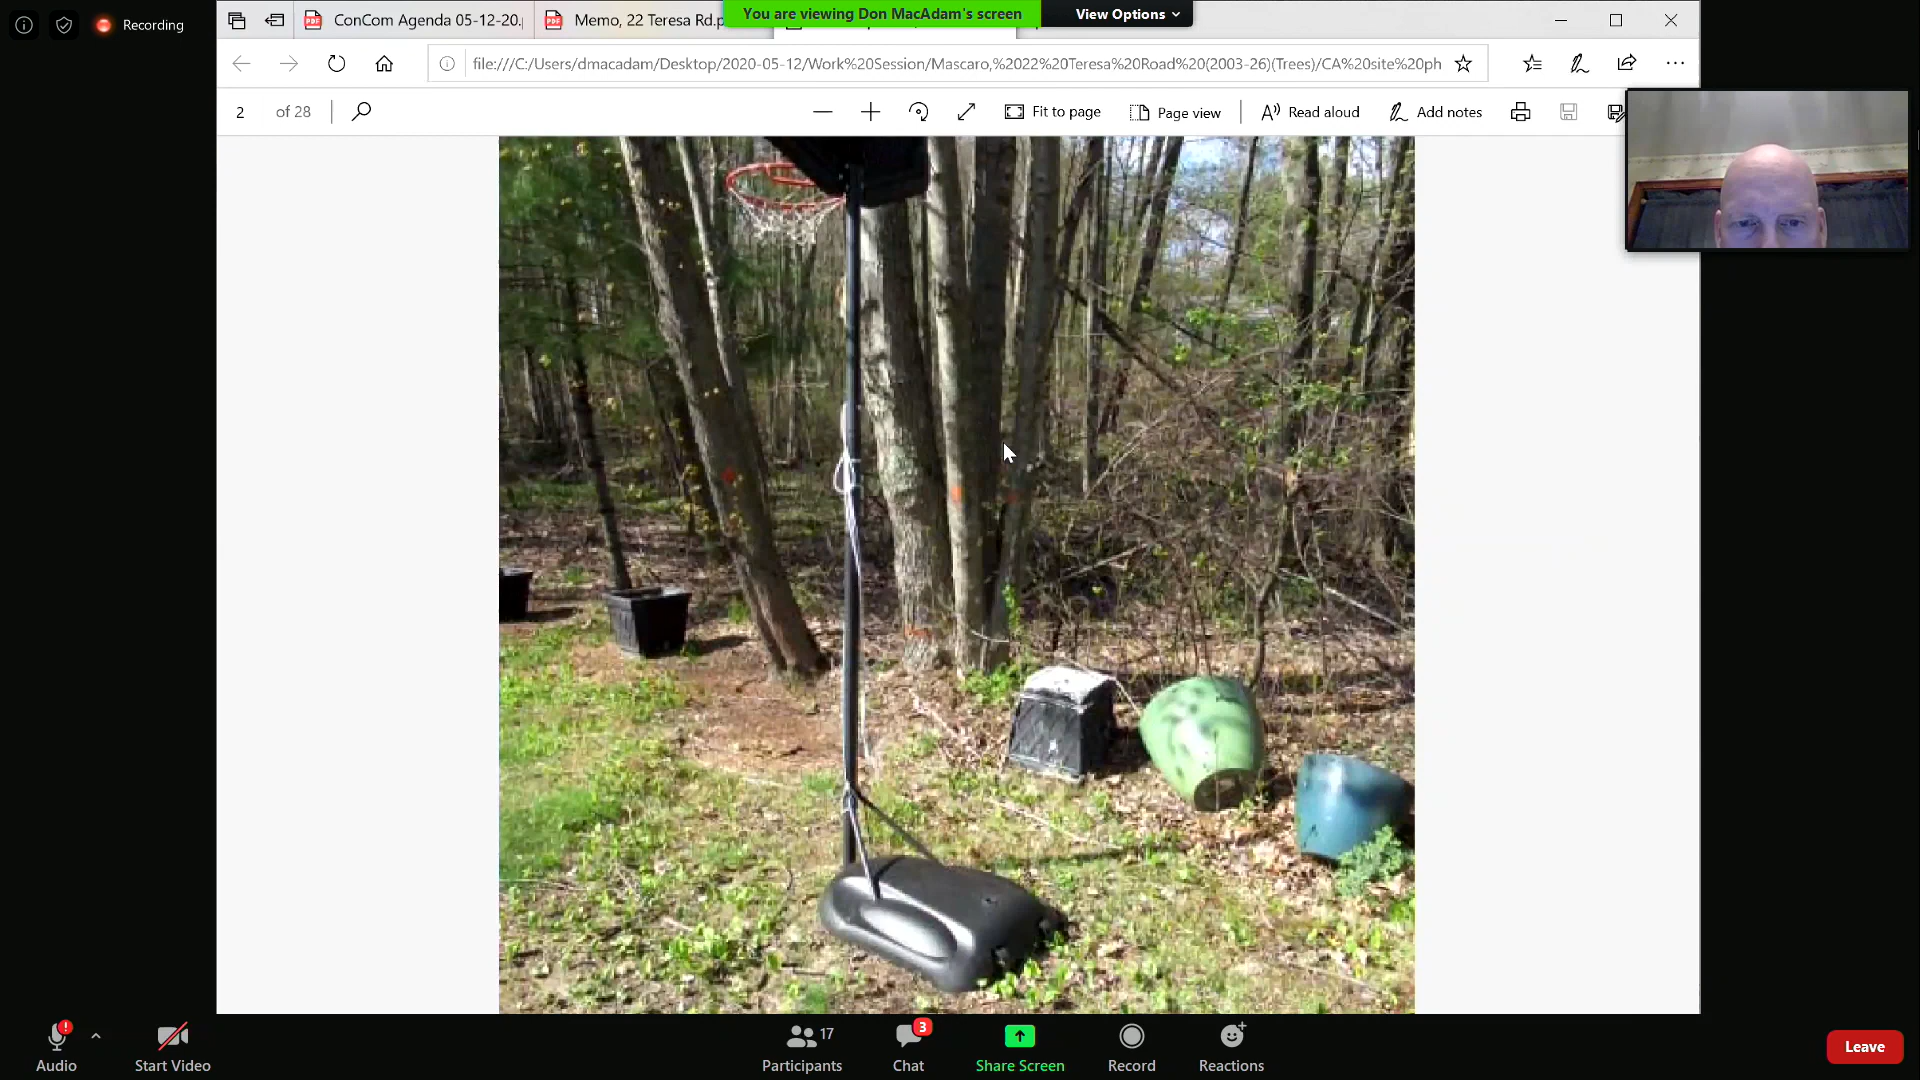 Recording
PDF ConCom Agenda 05-12-20.
PDF Memo, 22 Teresa Rd.p
You are viewing Don MacAdam's screen
View Options
file:///C:/Users/dmacadam/Desktop/2020-05-12/Work%20Session/Mascaro,%2022%20Teresa%20Road%20(2003-26)(Trees)/CA%20site%20ph
2 of 28
Fit to page
Page view
A Read aloud
Add notes
Audio
Start Video
17
Participants
3
Chat
Share Screen
Record
Reactions
Leave